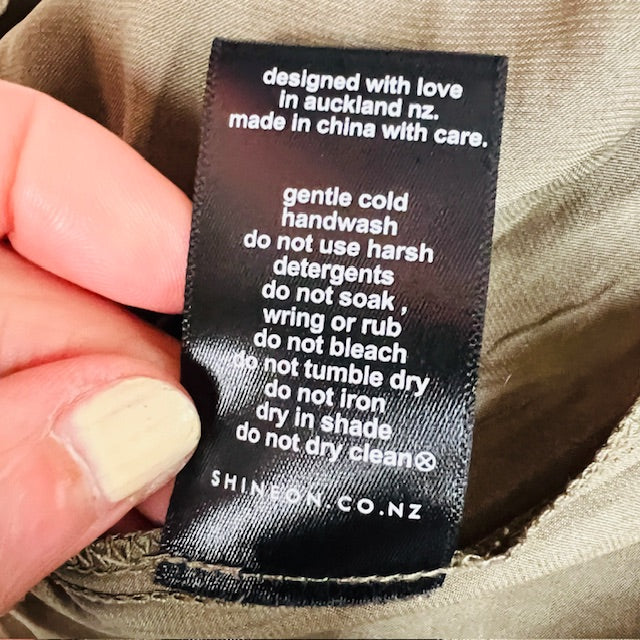 designed with love
in auckland nz.
made in china with care.
gentle cold
handwash
do not use harsh
detergents
do not soak ,
wring or rub
do not bleach
do not tumble dry
do not iron
dry in shade
do not dry clean
SHINEON.CO.NZ